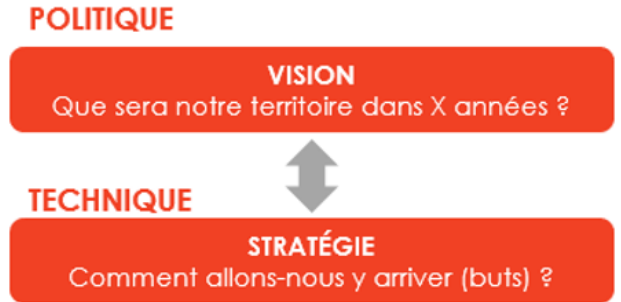 POLITIQUE
VISION
Que sera notre territoire dans X années ?
TECHNIQUE
STRATÉGIE
Comment allons-nous y arriver (buts) ?